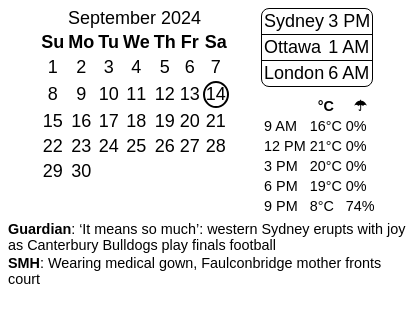 September 2024
Su Mo Tu We Th Fr Sa
1 2 3 4 5 6 7
8 9 10 11 12 13 14
15 16 17 18 19 20 21
22 23 24 25 26 27 28
29 30
Sydney 3 PM
Ottawa 1 AM
London 6 AM
°C ☂
9 AM 16°C 0%
12 PM 21°C 0%
3 PM 20°C 0%
6 PM 19°C 0%
9 PM 8°C 74%
Guardian: ‘It means so much’: western Sydney erupts with joy
as Canterbury Bulldogs play finals football
SMH: Wearing medical gown, Faulconbridge mother fronts
court